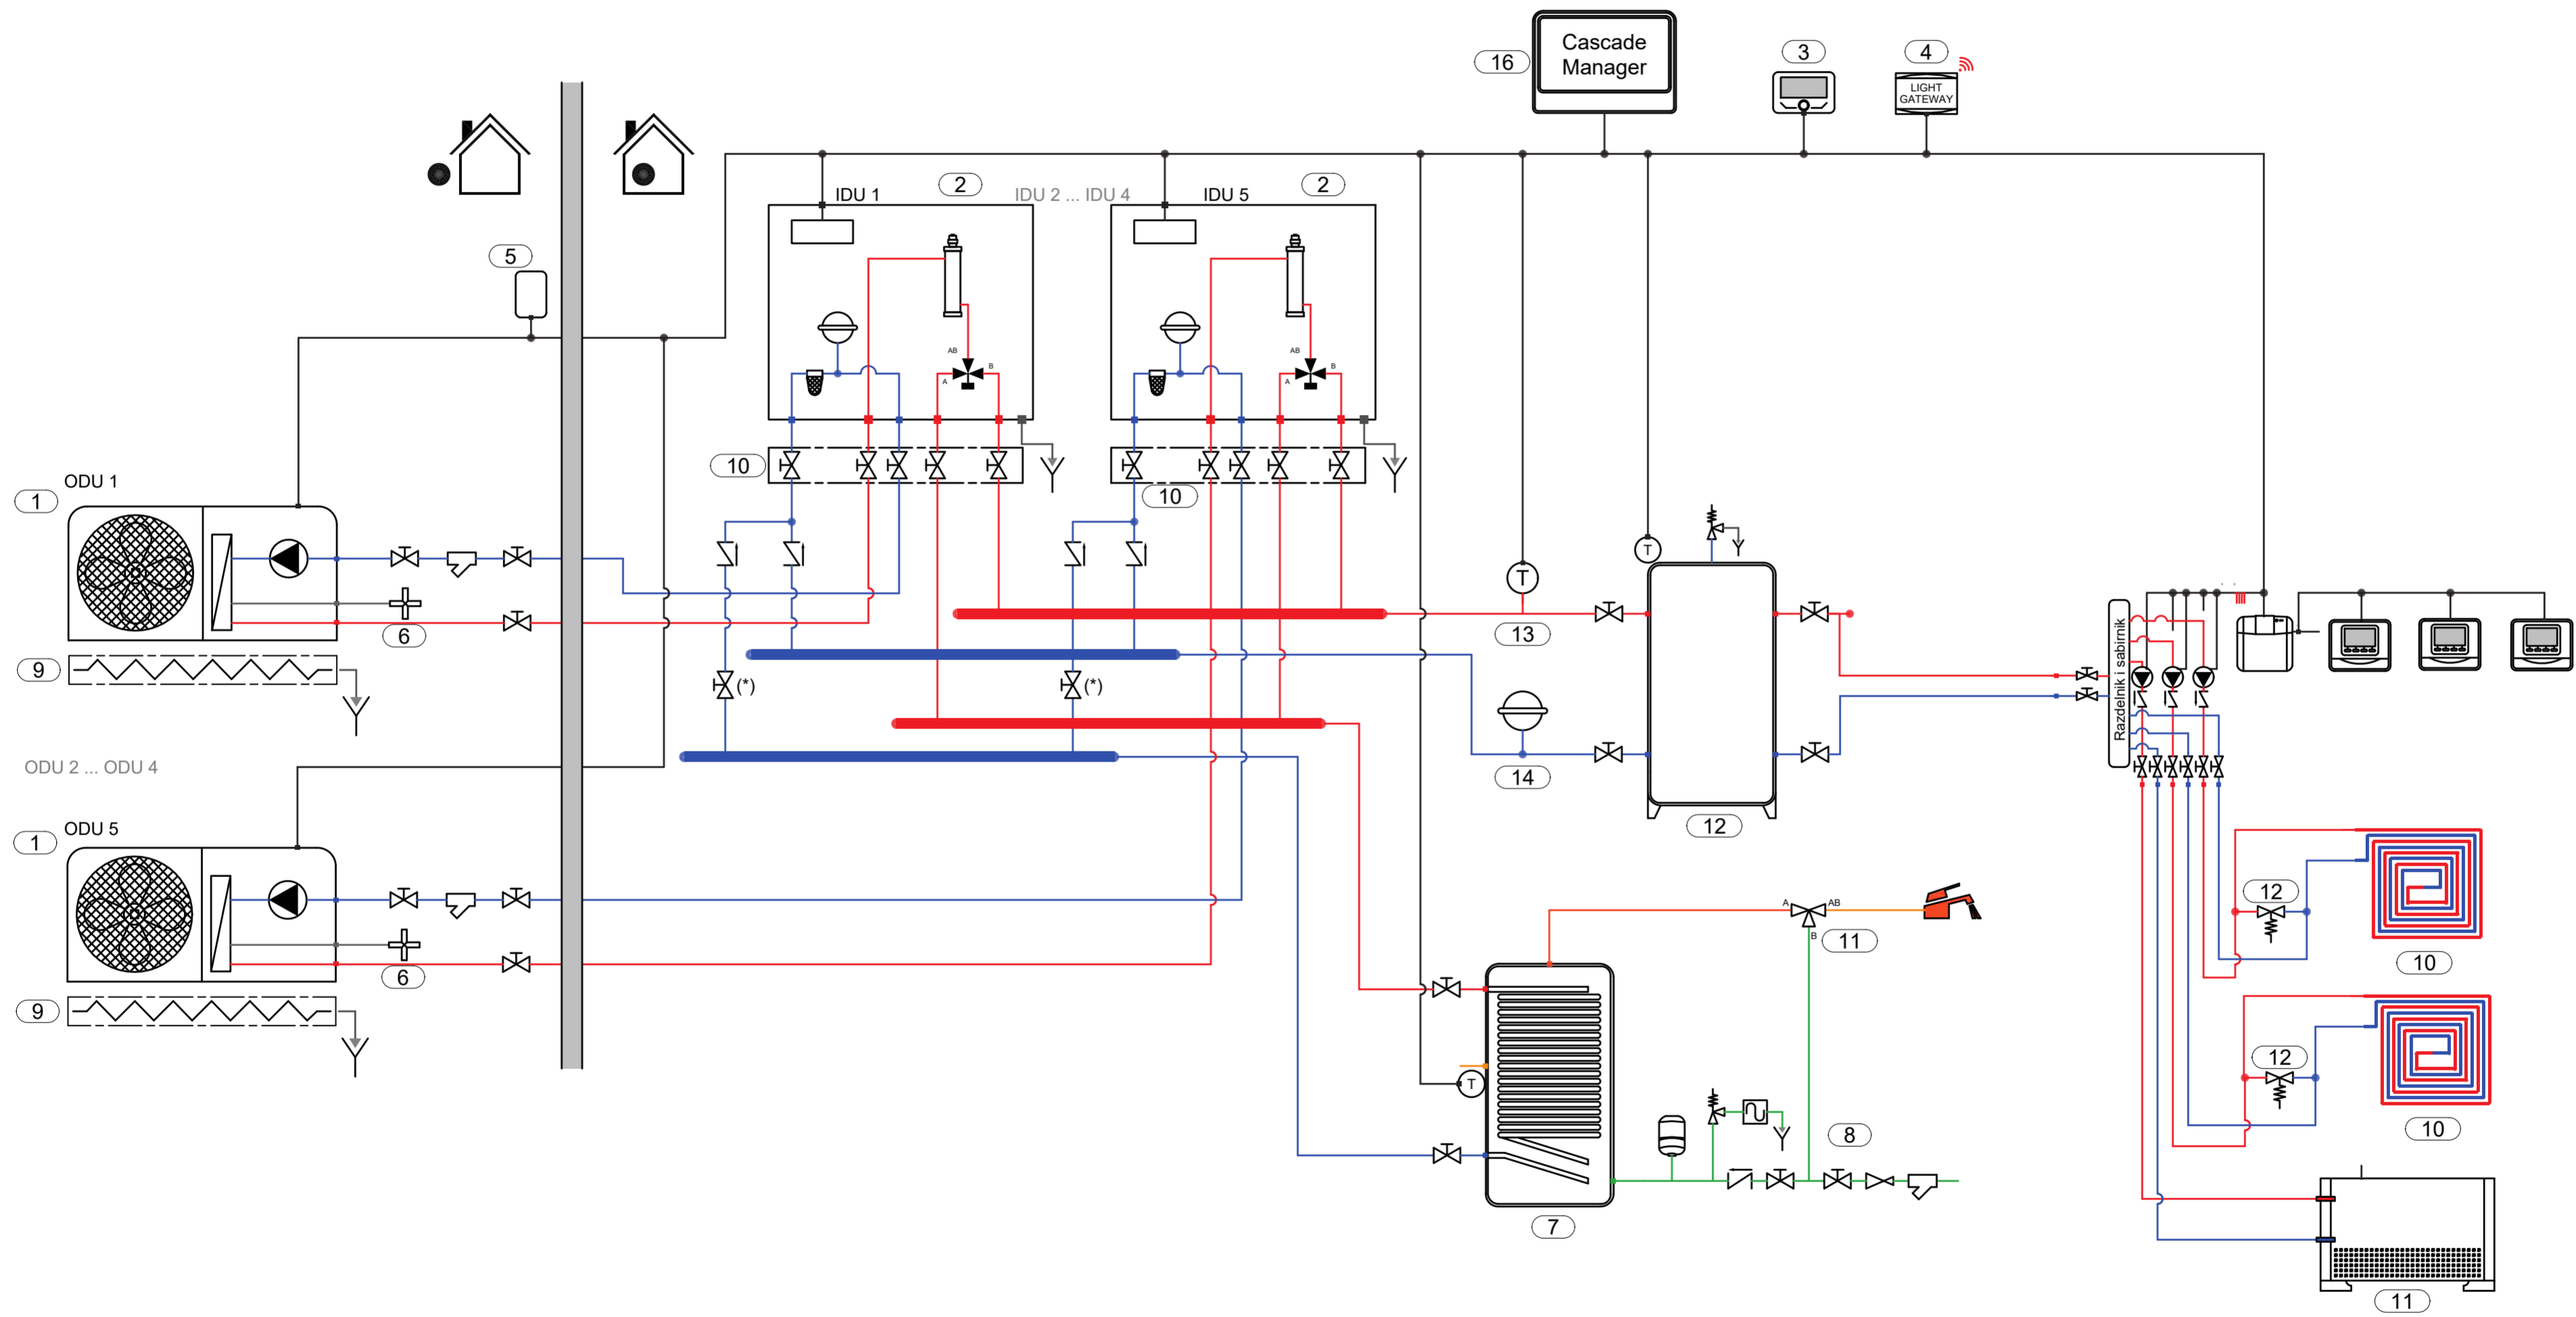 Cascade
Manager
16
3
4
LIGHT
GATEWAY
IDU 1
2
IDU 2 ... IDU 4
IDU 5
2
5
AB
A
B
AB
A
B
10
10
ODU 1
1
6
9
T
T
13
(*)
(*)
14
12
Razdelnik i sabirnik
ODU 2 ... ODU 4
ODU 5
1
6
9
A
AB
B
11
T
8
7
12
10
12
10
11